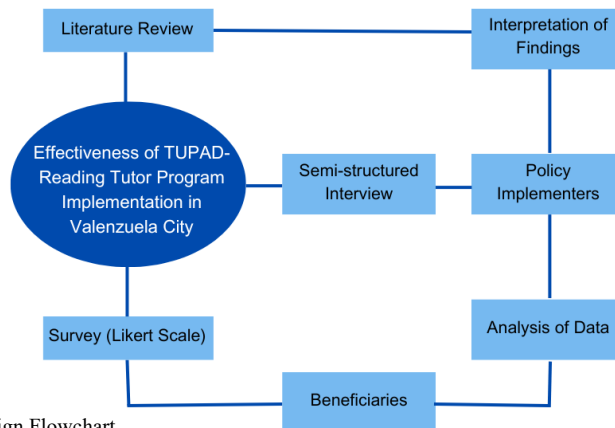 Literature Review
Interpretation of
Findings
Effectiveness of TUPAD-
Reading Tutor Program
Implementation in
Valenzuela City
Semi-structured
Interview
Policy
Implementers
Survey (Likert Scale)
Analysis of Data
Beneficiaries
Flowchart